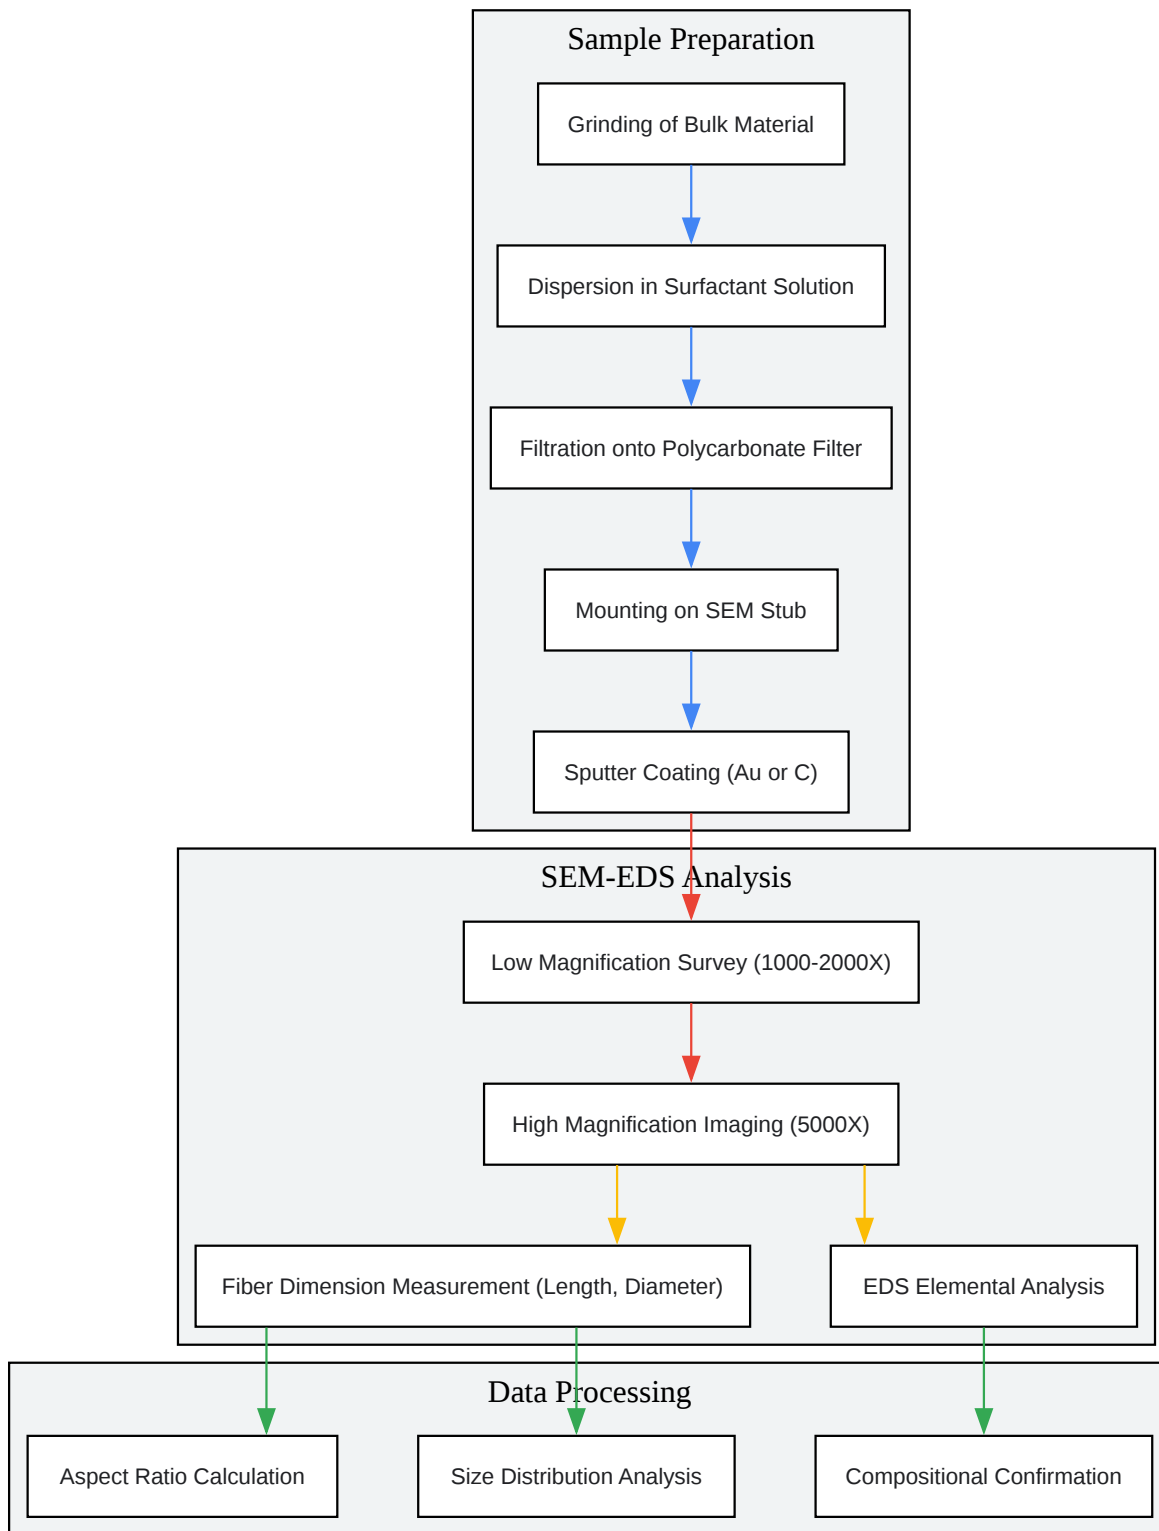 Sample Preparation
Grinding of Bulk Material
Dispersion in Surfactant Solution
Filtration onto Polycarbonate Filter
Mounting on SEM Stub
Sputter Coating (Au or C)
SEM-EDS Analysis
Low Magnification Survey (1000-2000X)
High Magnification Imaging (5000X)
Fiber Dimension Measurement (Length, Diameter)
EDS Elemental Analysis
Data Processing
Aspect Ratio Calculation
Size Distribution Analysis
Compositional Confirmation